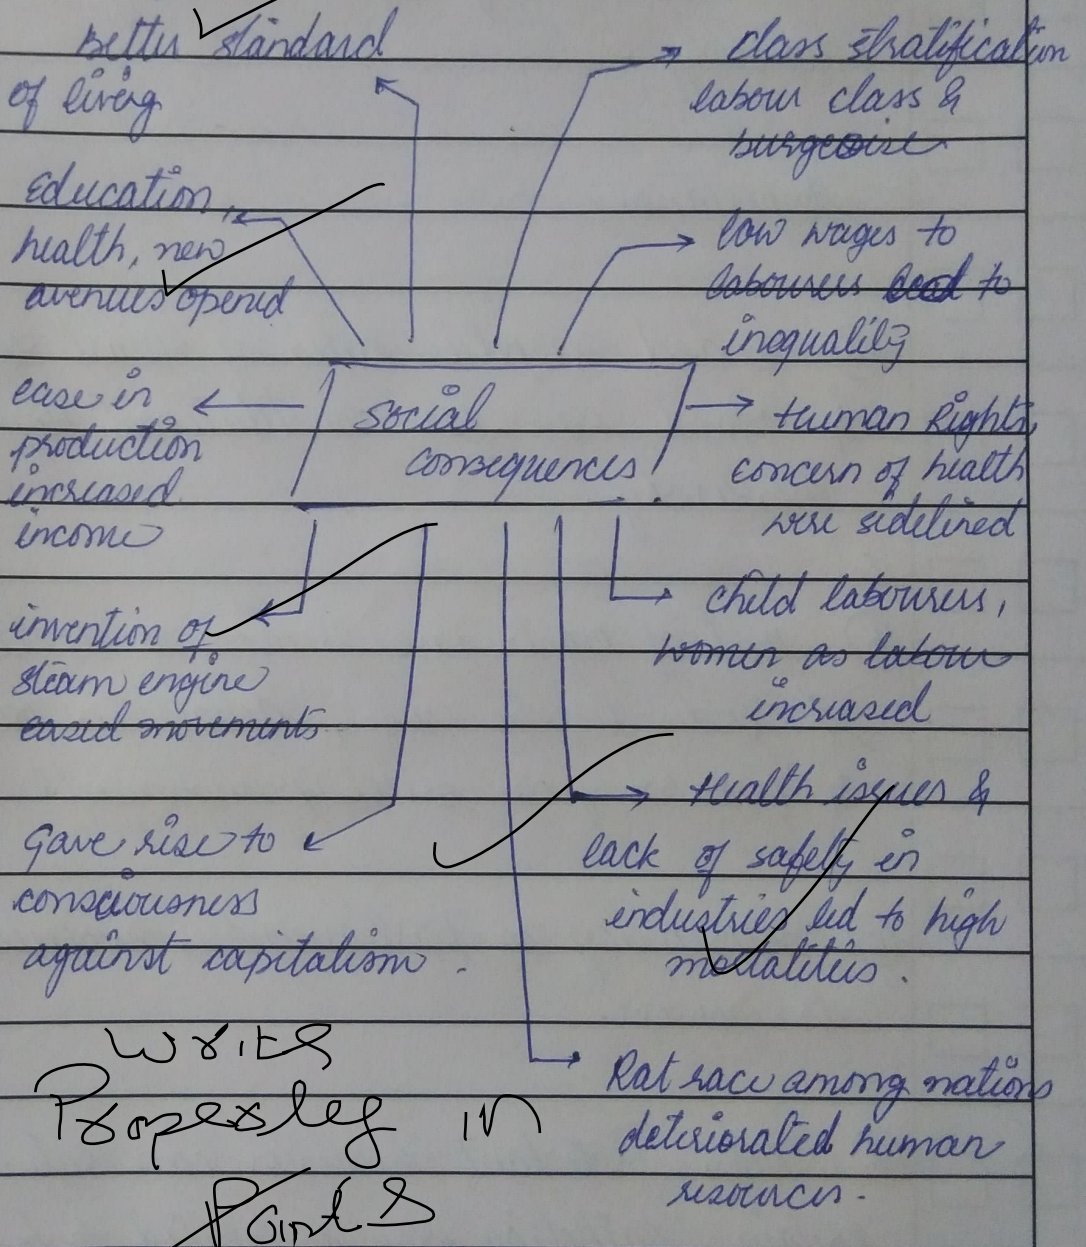 Better standard
of living
Education,
health, new
avenues opened
ease in
production
increased
income
invention of
steam engine
eased movements
Gave rise to
consciousness
against capitalism.
Social
consequences
class stratification
labour class &
burgeoise
low wages to
labourers led to
inequality
Human Rights,
concern of health
were sidelined
child labourers,
women as labour
increased
Health issues &
lack of safety in
industries led to high
mortalities.
Rat race among nations
deteriorated human
resources.
Write
Properly in
Points